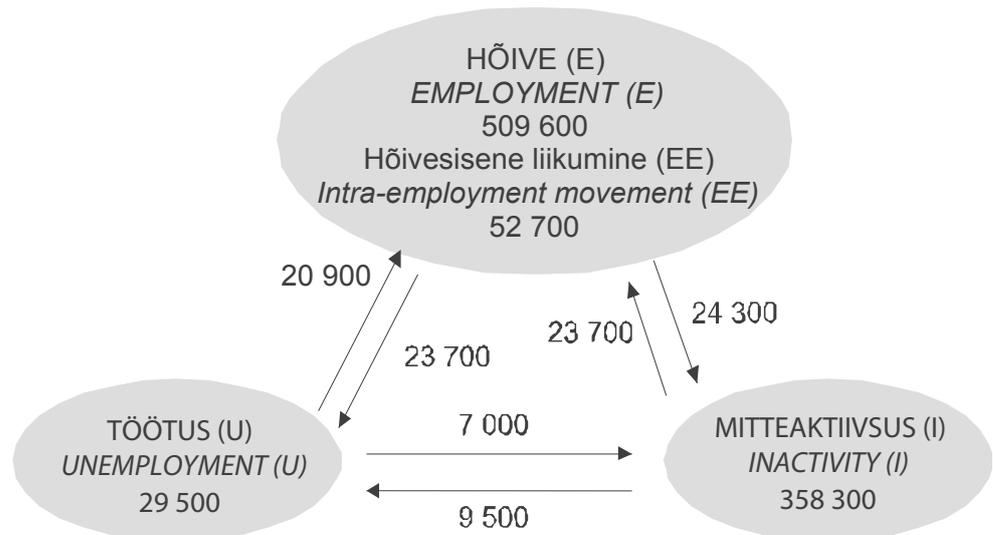 HÕIVE (E)
EMPLOYMENT (E)
509 600
Hõivesisene liikumine (EE)
Intra-employment movement (EE)
52 700
20 900
23 700
23 700
24 300
TÖÖTUS (U)
UNEMPLOYMENT (U)
29 500
7 000
9 500
MITTEAKTIIVSUS (I)
INACTIVITY (I)
358 300